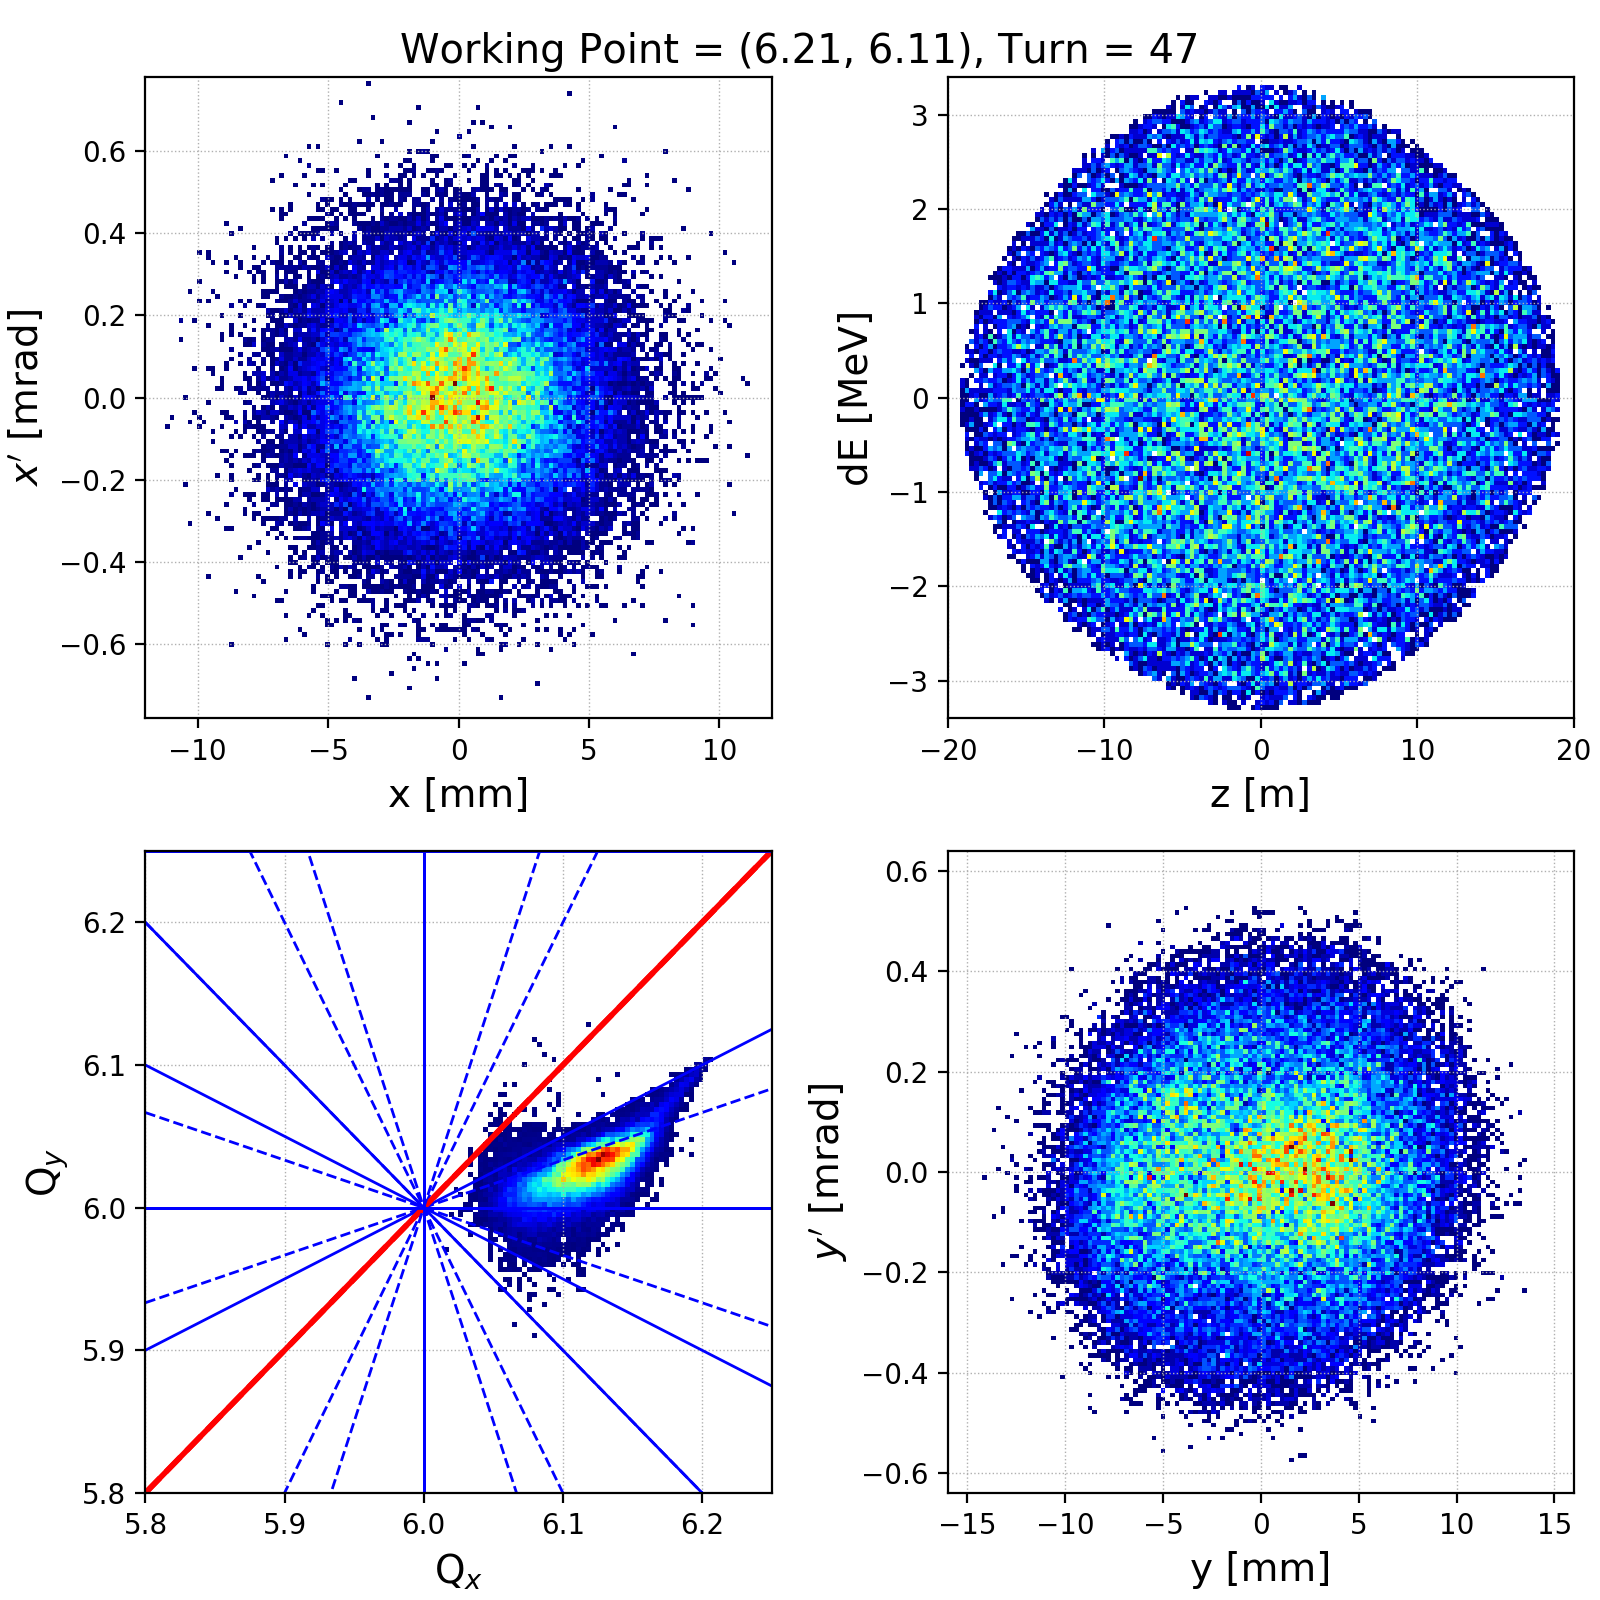 Working Point = (6.21, 6.11), Turn = 47
0.6
0.4
0.2
0.0
−0.2
−0.4
−0.6
x′ [mrad]
−10 −5 0 5 10
x [mm]
3
2
1
0
−1
−2
−3
dE [MeV]
−20 −10 0 10 20
z [m]
6.2
6.1
6.0
5.9
5.8
Qy
5.8 5.9 6.0 6.1 6.2
Qx
0.6
0.4
0.2
0.0
−0.2
−0.4
−0.6
y′ [mrad]
−15 −10 −5 0 5 10 15
y [mm]